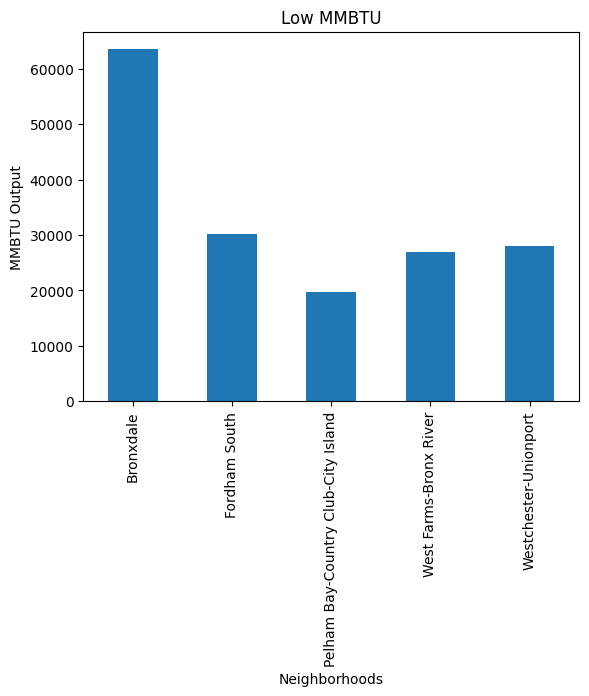 Low MMBTU
MMBTU Output
60000
50000
40000
30000
20000
10000
0
Bronxdale
Fordham South
Pelham Bay-Country Club-City Island
West Farms-Bronx River
Westchester-Unionport
Neighborhoods